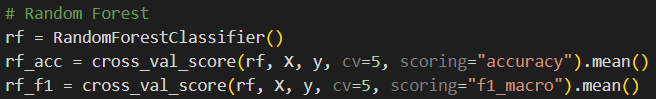 # Random Forest
rf = RandomForestClassifier()
rf_acc = cross_val_score(rf, X, y, cv=5, scoring="accuracy").mean()
rf_f1 = cross_val_score(rf, X, y, cv=5, scoring="f1_macro").mean()